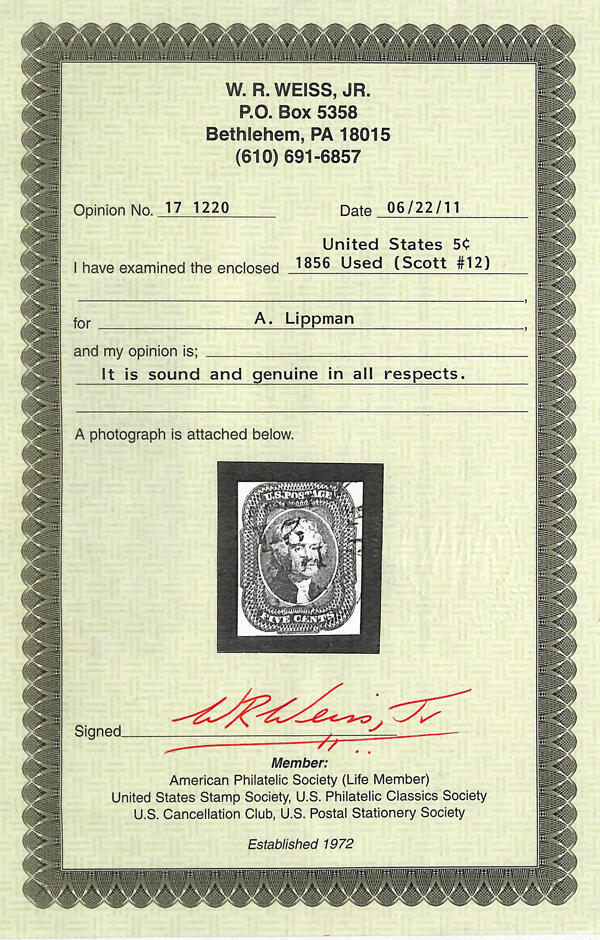 W. R. WEISS, JR.
P.O. Box 5358
Bethlehem, PA 18015
(610) 691-6857
Opinion No. 17 1220 Date 06/22/11
United States 5¢
I have examined the enclosed 1856 Used (Scott #12)
,
for A. Lippman ,
and my opinion is;
It is sound and genuine in all respects.
A photograph is attached below.
U.S. POSTAGE
FIVE CENTS
Signed W R Weiss, Jr
Member:
American Philatelic Society (Life Member)
United States Stamp Society, U.S. Philatelic Classics Society
U.S. Cancellation Club, U.S. Postal Stationery Society
Established 1972